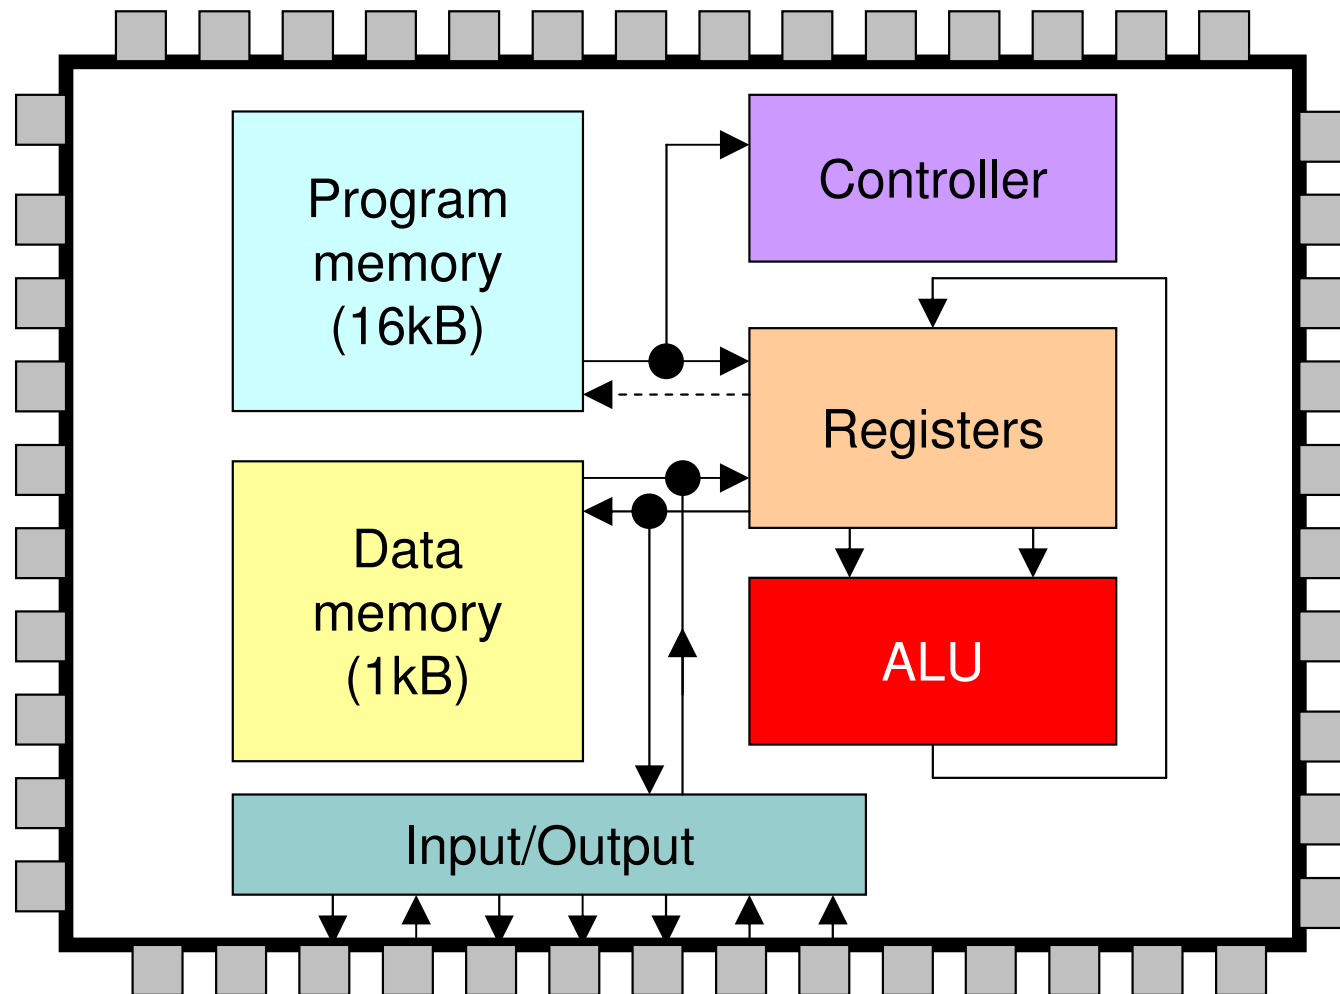 Program
memory
(16kB)
Controller
Registers
Data
memory
(1kB)
ALU
Input/Output